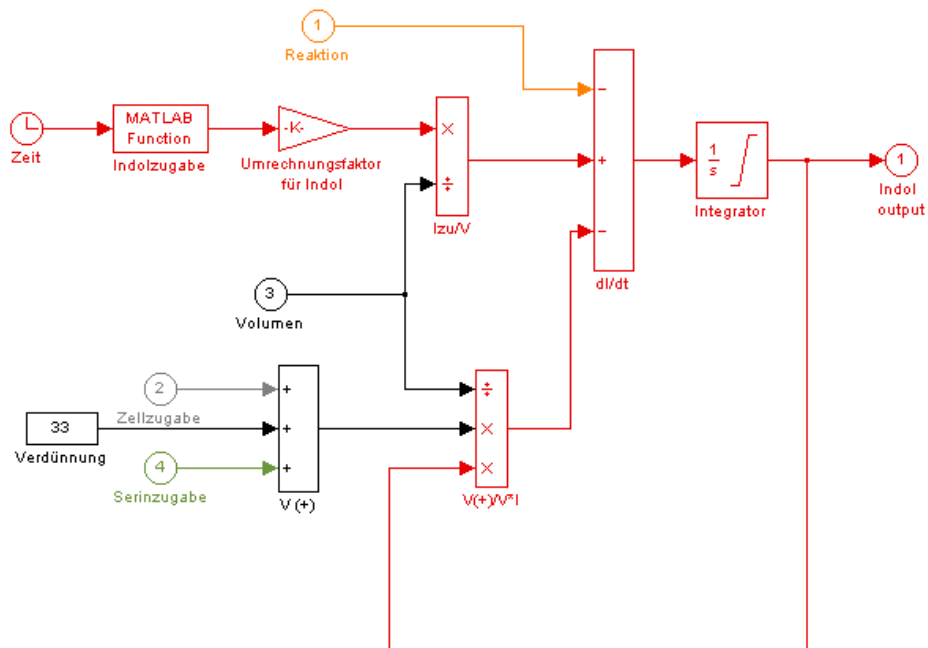 1
Reaktion
Zeit
MATLAB
Function
Indolzugabe
-K-
Umrechnungsfaktor
für Indol
×
÷
Izu/V
−
+
−
dI/dt
1
s
Integrator
1
Indol
output
3
Volumen
2
Zellzugabe
33
Verdünnung
4
Serinzugabe
+
+
+
V (+)
÷
×
×
V(+)/V*I